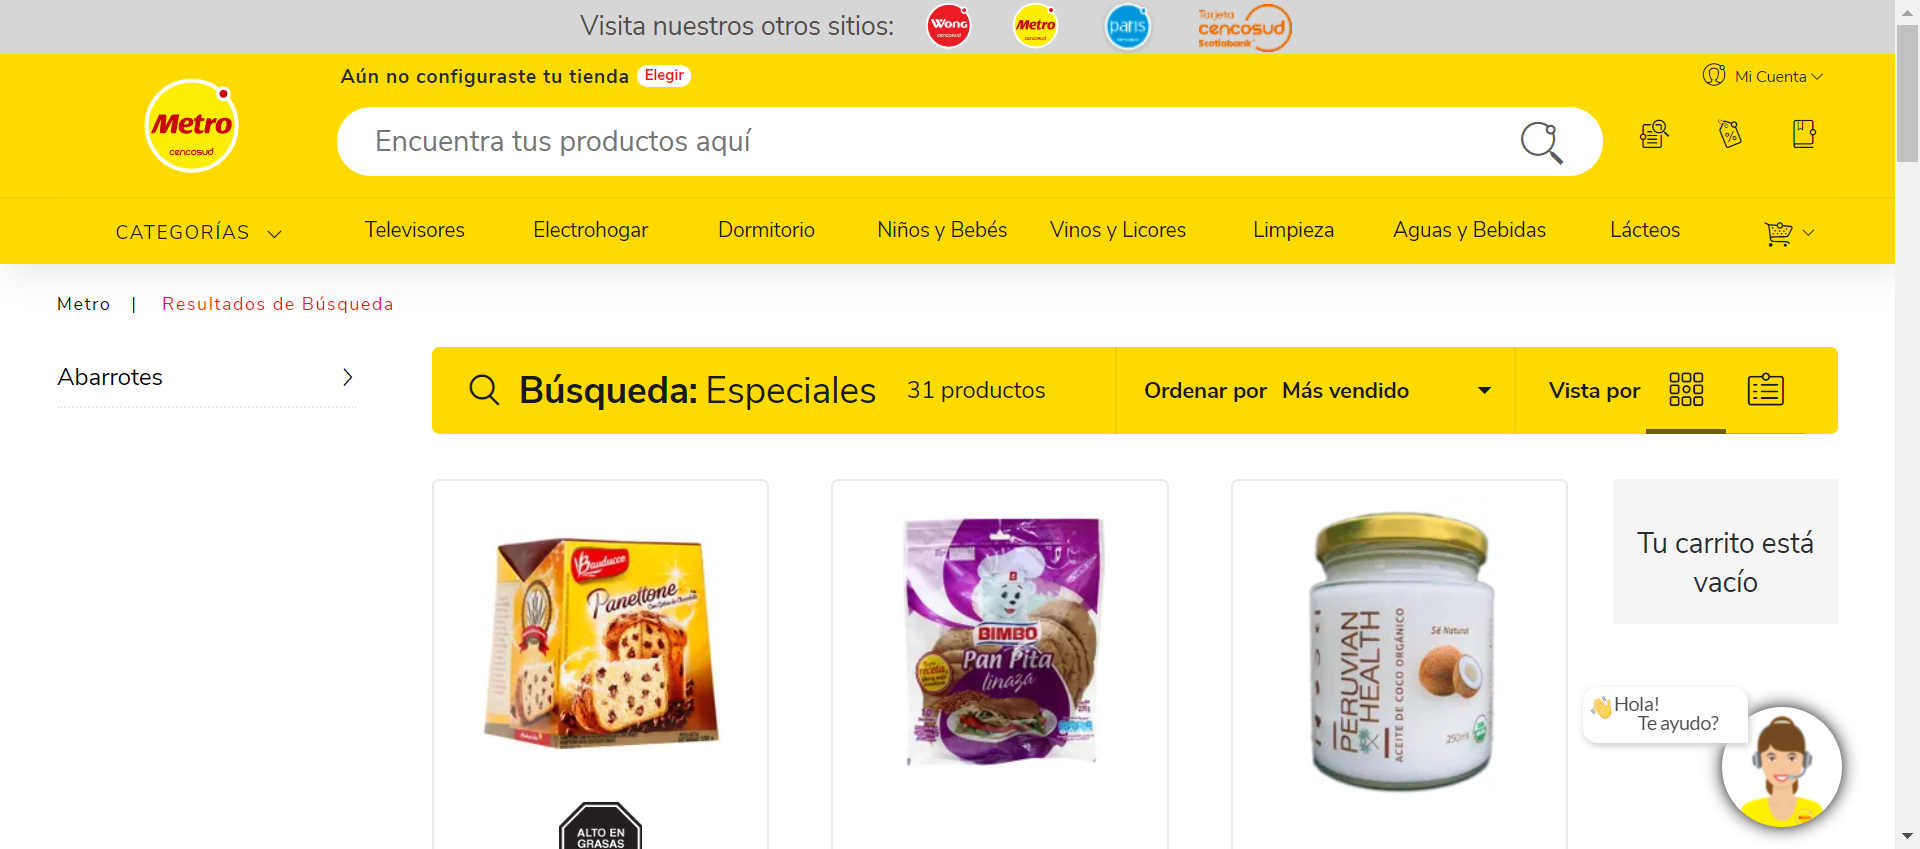 Visita nuestros otros sitios:
Wong
cencosud
Metro
cencosud
paris
Tarjeta
cencosud
Scotiabank
Aún no configuraste tu tienda Elegir
Mi Cuenta
Metro
cencosud
Encuentra tus productos aquí
CATEGORÍAS
Televisores
Electrohogar
Dormitorio
Niños y Bebés
Vinos y Licores
Limpieza
Aguas y Bebidas
Lácteos
Metro | Resultados de Búsqueda
Abarrotes
Búsqueda: Especiales 31 productos
Ordenar por Más vendido
Vista por
Bauducco
Panettone
ALTO EN
GRASAS
BIMBO
Pan Pita
linaza
PERUVIAN
HEALTH
ACEITE DE COCO ORGÁNICO
Sé Natural
250ml
Tu carrito está
vacío
Hola!
Te ayudo?